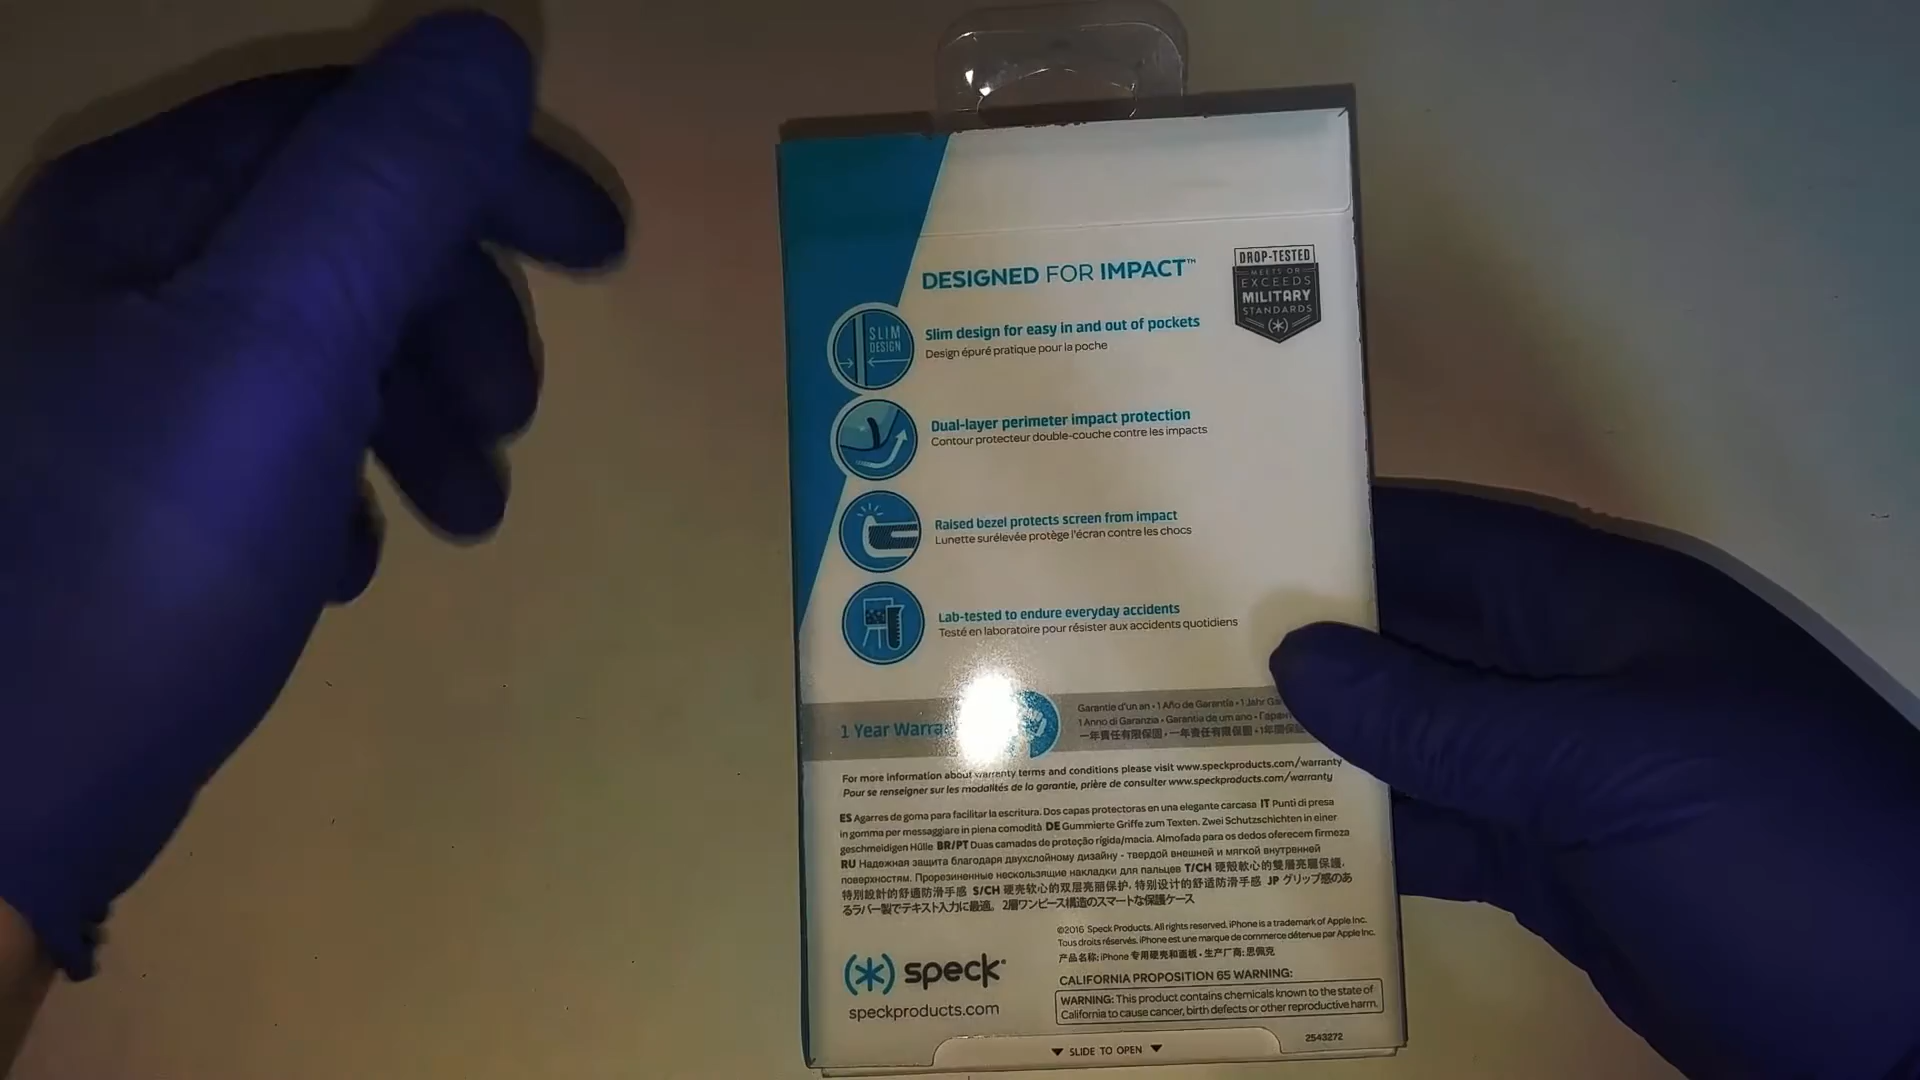 DESIGNED FOR IMPACT™
DROP-TESTED
MEETS OR
EXCEEDS
MILITARY
STANDARDS
SLIM
DESIGN
Slim design for easy in and out of pockets
Design épuré pratique pour la poche
Dual-layer perimeter impact protection
Contour protecteur double-couche contre les impacts
Raised bezel protects screen from impact
Lunette surélevée protège l'écran contre les chocs
Lab-tested to endure everyday accidents
Testé en laboratoire pour résister aux accidents quotidiens
1 Year
Garantie d'un an • 1 Año de Garantía • 1 Jahr
1 Anno di Garanzia • Garantia de um ano •
一年責任有限保固 • 一年责任有限保固 •
For more information about warranty terms and conditions please visit www.speckproducts.com/warranty
Pour se renseigner sur les modalités de la garantie, prière de consulter www.speckproducts.com/warranty
ES Agarres de goma para facilitar la escritura. Dos capas protectoras en una elegante carcasa IT Punti di presa
in gomma per messaggiare in piena comodità DE Gummierte Griffe zum Texten. Zwei Schutzschichten in einer
geschmeidigen Hülle BR/PT Duas camadas de proteção rígida/macia. Almofada para os dedos oferecem firmeza
RU Надежная защита благодаря двухслойному дизайну - твердой внешней и мягкой внутренней
поверхностям. Прорезиненные нескользящие накладки для пальцев T/CH 硬殼軟心的雙層亮麗保護,
特別設計的舒適防滑手感 S/CH 硬壳软心的双层亮丽保护, 特别设计的舒适防滑手感 JP グリップ感のあ
るラバー製でテキスト入力に最適。 2層ワンピース構造のスマートな保護ケース
©2016 Speck Products. All rights reserved. iPhone is a trademark of Apple Inc.
Tous droits réservés. iPhone est une marque de commerce détenue par Apple Inc.
产品名称: iPhone 专用硬壳和面板 • 生产厂商: 思佩克
speck
speckproducts.com
CALIFORNIA PROPOSITION 65 WARNING:
WARNING: This product contains chemicals known to the state of
California to cause cancer, birth defects or other reproductive harm.
2543272
SLIDE TO OPEN